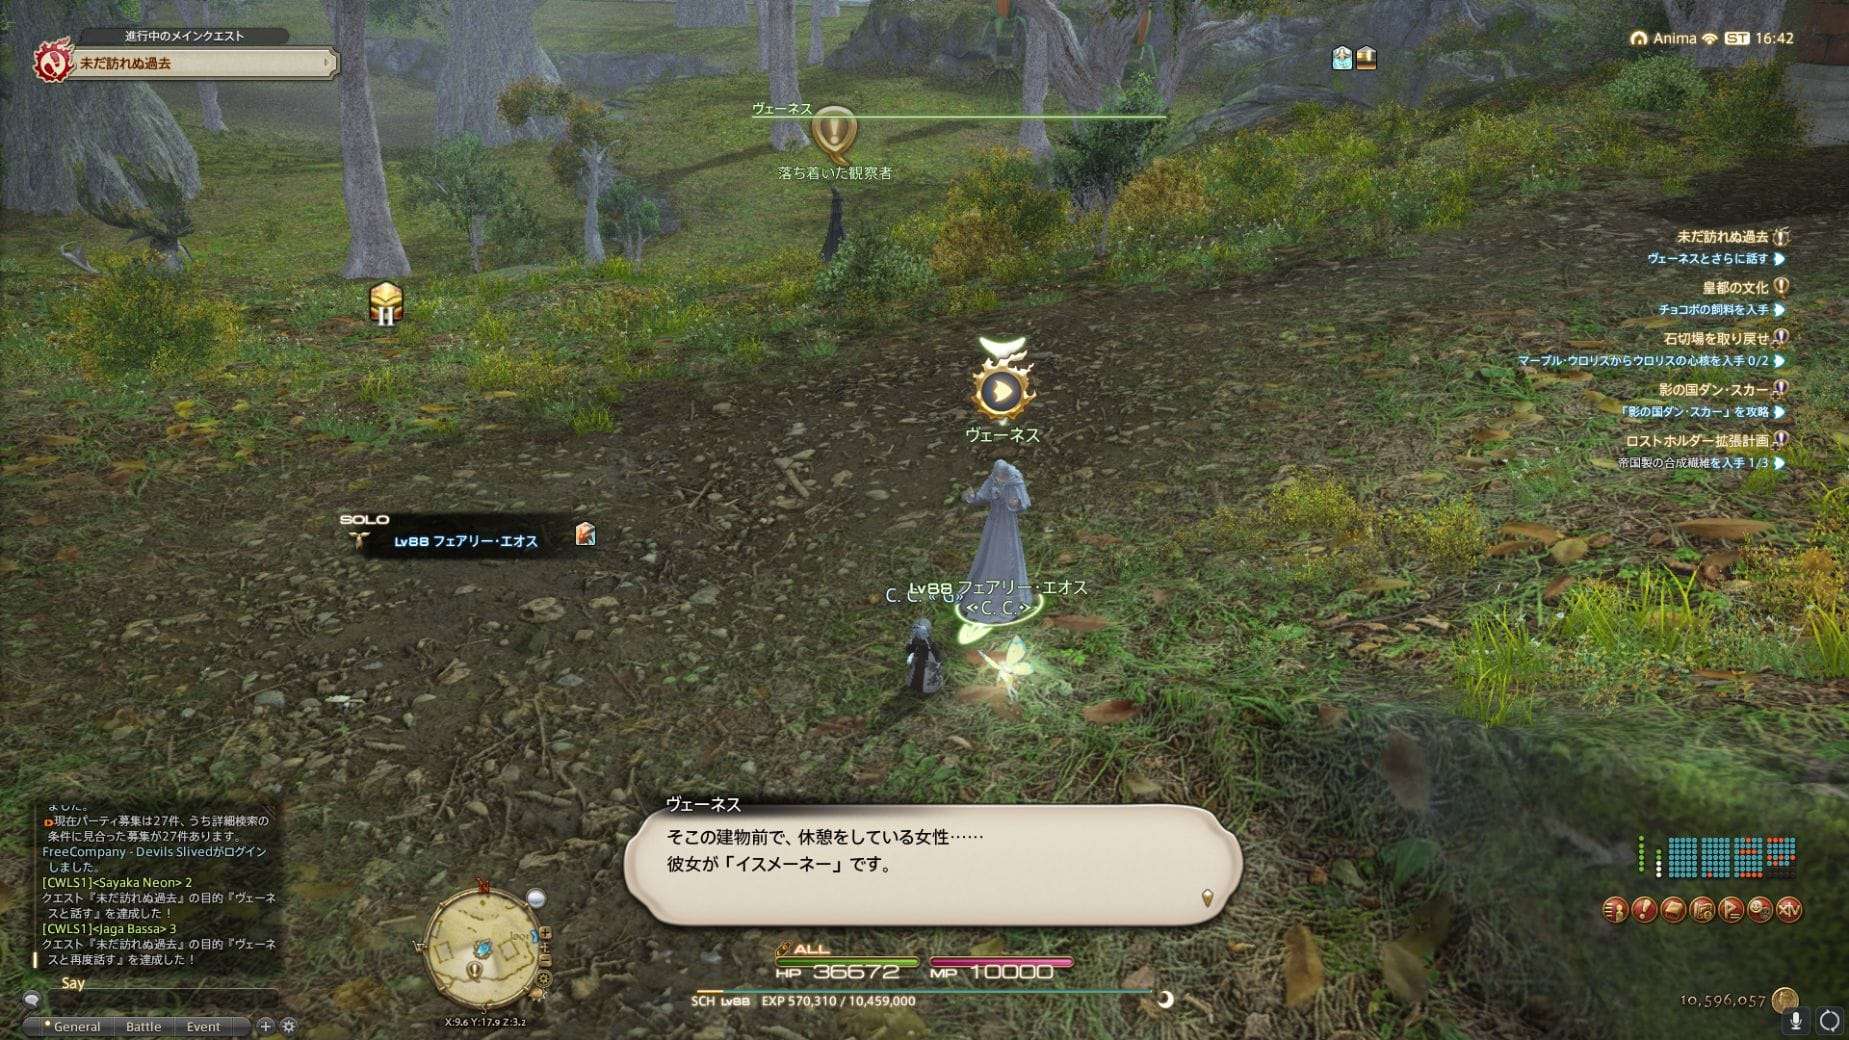 進行中のメインクエスト
未だ訪れぬ過去
Anima ST 16:42
ヴェーネス
落ち着いた観察者
未だ訪れぬ過去
ヴェーネスとさらに話す
皇都の文化
チョコボの飼料を入手
石切場を取り戻せ
マーブル・ウロリスからウロリスの心核を入手 0/2
影の国ダン・スカー
「影の国ダン・スカー」を攻略
ロストホルダー拡張計画
帝国製の合成繊維を入手 1/3
H
ヴェーネス
SOLO
Lv88 フェアリー・エオス
Lv88 フェアリー・エオス
C. C. «
«C. C.»
ヴェーネス
そこの建物前で、休憩をしている女性……
彼女が「イスメーネー」です。
ました。
現在パーティ募集は27件、うち詳細検索の
条件に見合った募集が27件あります。
FreeCompany - Devils Slivedがログイン
しました。
[CWLS1]<Sayaka Neon> 2
クエスト『未だ訪れぬ過去』の目的『ヴェーネ
スと話す』を達成した！
[CWLS1]<Jaga Bassa> 3
クエスト『未だ訪れぬ過去』の目的『ヴェーネ
スと再度話す』を達成した！
Say
General Battle Event
X:9.6 Y:17.9 Z:3.2
ALL
HP 36672 MP 10000
SCH Lv88 EXP 570,310 / 10,459,000
XIV
10,596,057